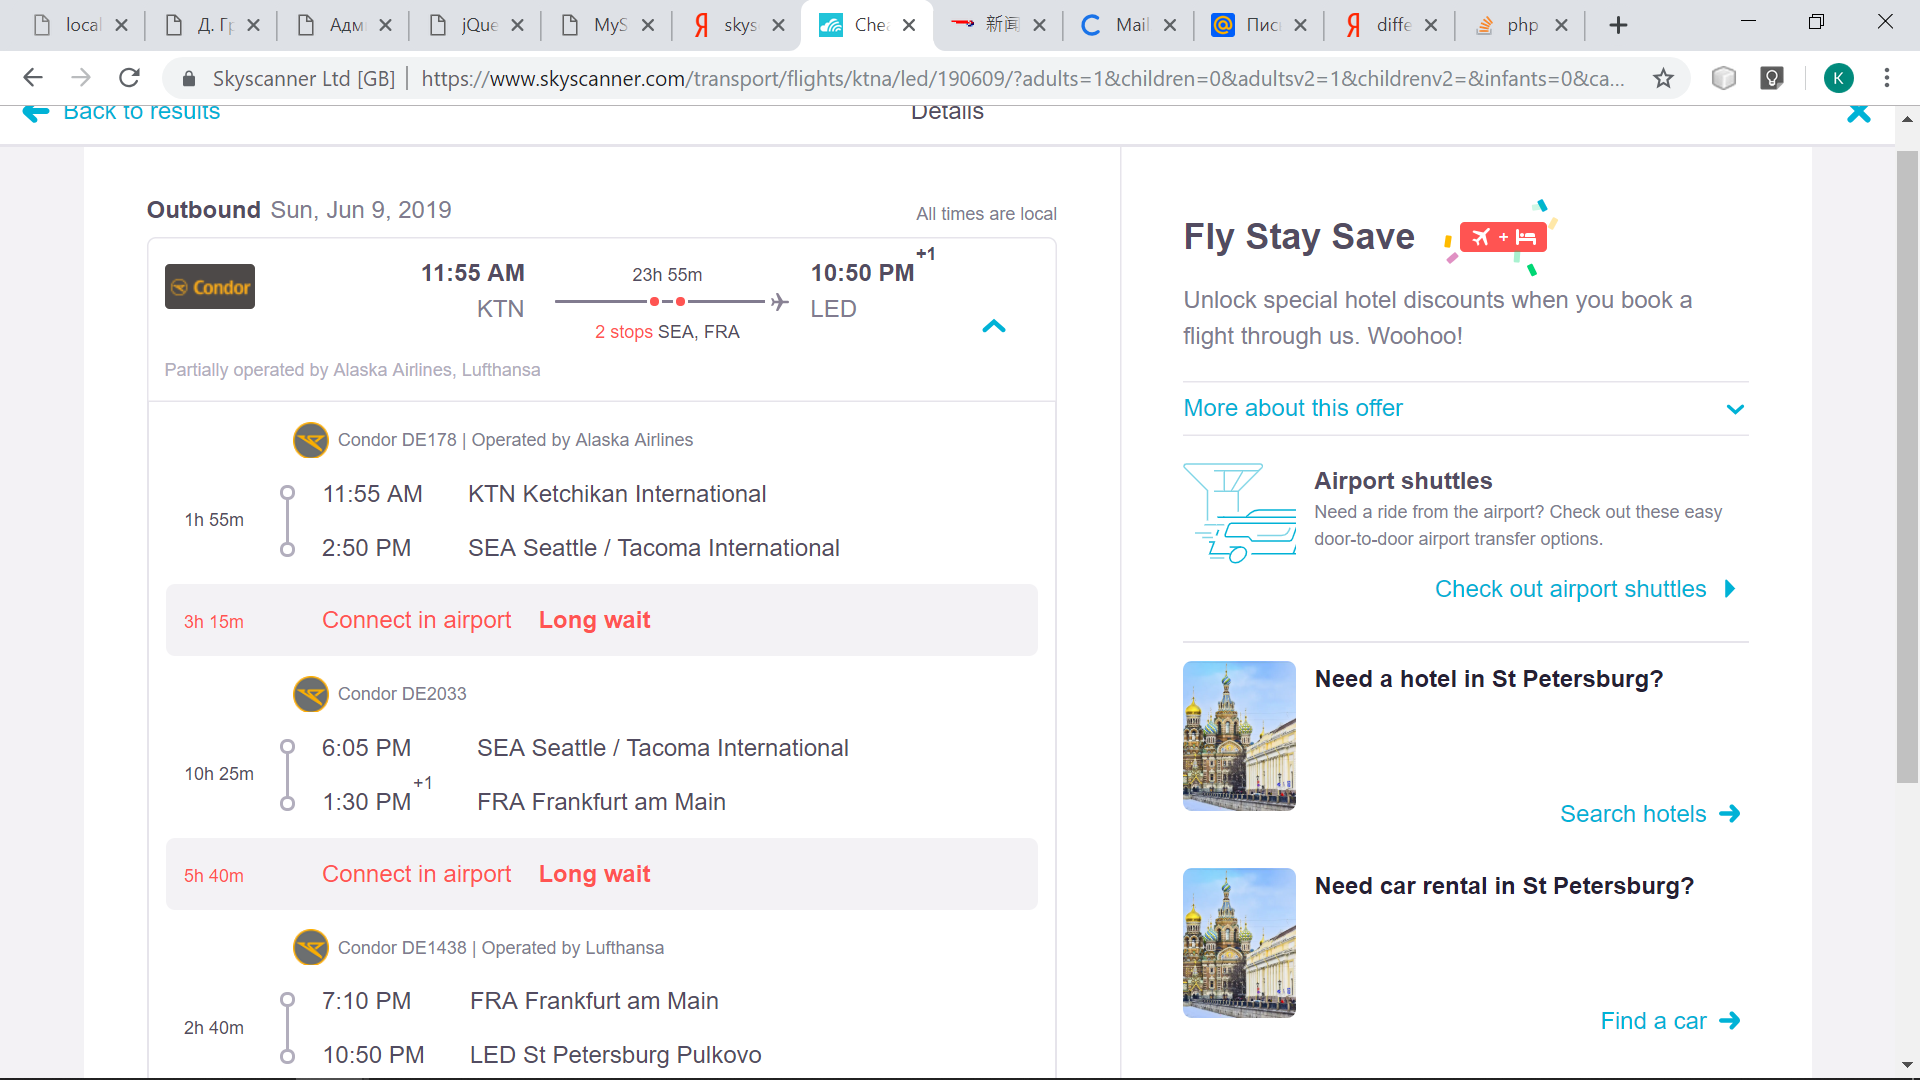 local
Д. Гр
Адми
jQue
MyS
skys
Chea
新闻
Mail
Писі
diffe
php
Skyscanner Ltd [GB] | https://www.skyscanner.com/transport/flights/ktna/led/190609/?adults=1&children=0&adultsv2=1&childrenv2=&infants=0&ca...
K
Back to results
Details
Outbound Sun, Jun 9, 2019
All times are local
Condor
11:55 AM
KTN
23h 55m
2 stops SEA, FRA
10:50 PM +1
LED
Partially operated by Alaska Airlines, Lufthansa
Condor DE178 | Operated by Alaska Airlines
1h 55m
11:55 AM KTN Ketchikan International
2:50 PM SEA Seattle / Tacoma International
3h 15m Connect in airport Long wait
Condor DE2033
10h 25m
6:05 PM SEA Seattle / Tacoma International
1:30 PM +1 FRA Frankfurt am Main
5h 40m Connect in airport Long wait
Condor DE1438 | Operated by Lufthansa
2h 40m
7:10 PM FRA Frankfurt am Main
10:50 PM LED St Petersburg Pulkovo
Fly Stay Save
Unlock special hotel discounts when you book a
flight through us. Woohoo!
More about this offer
Airport shuttles
Need a ride from the airport? Check out these easy
door-to-door airport transfer options.
Check out airport shuttles
Need a hotel in St Petersburg?
Search hotels
Need car rental in St Petersburg?
Find a car